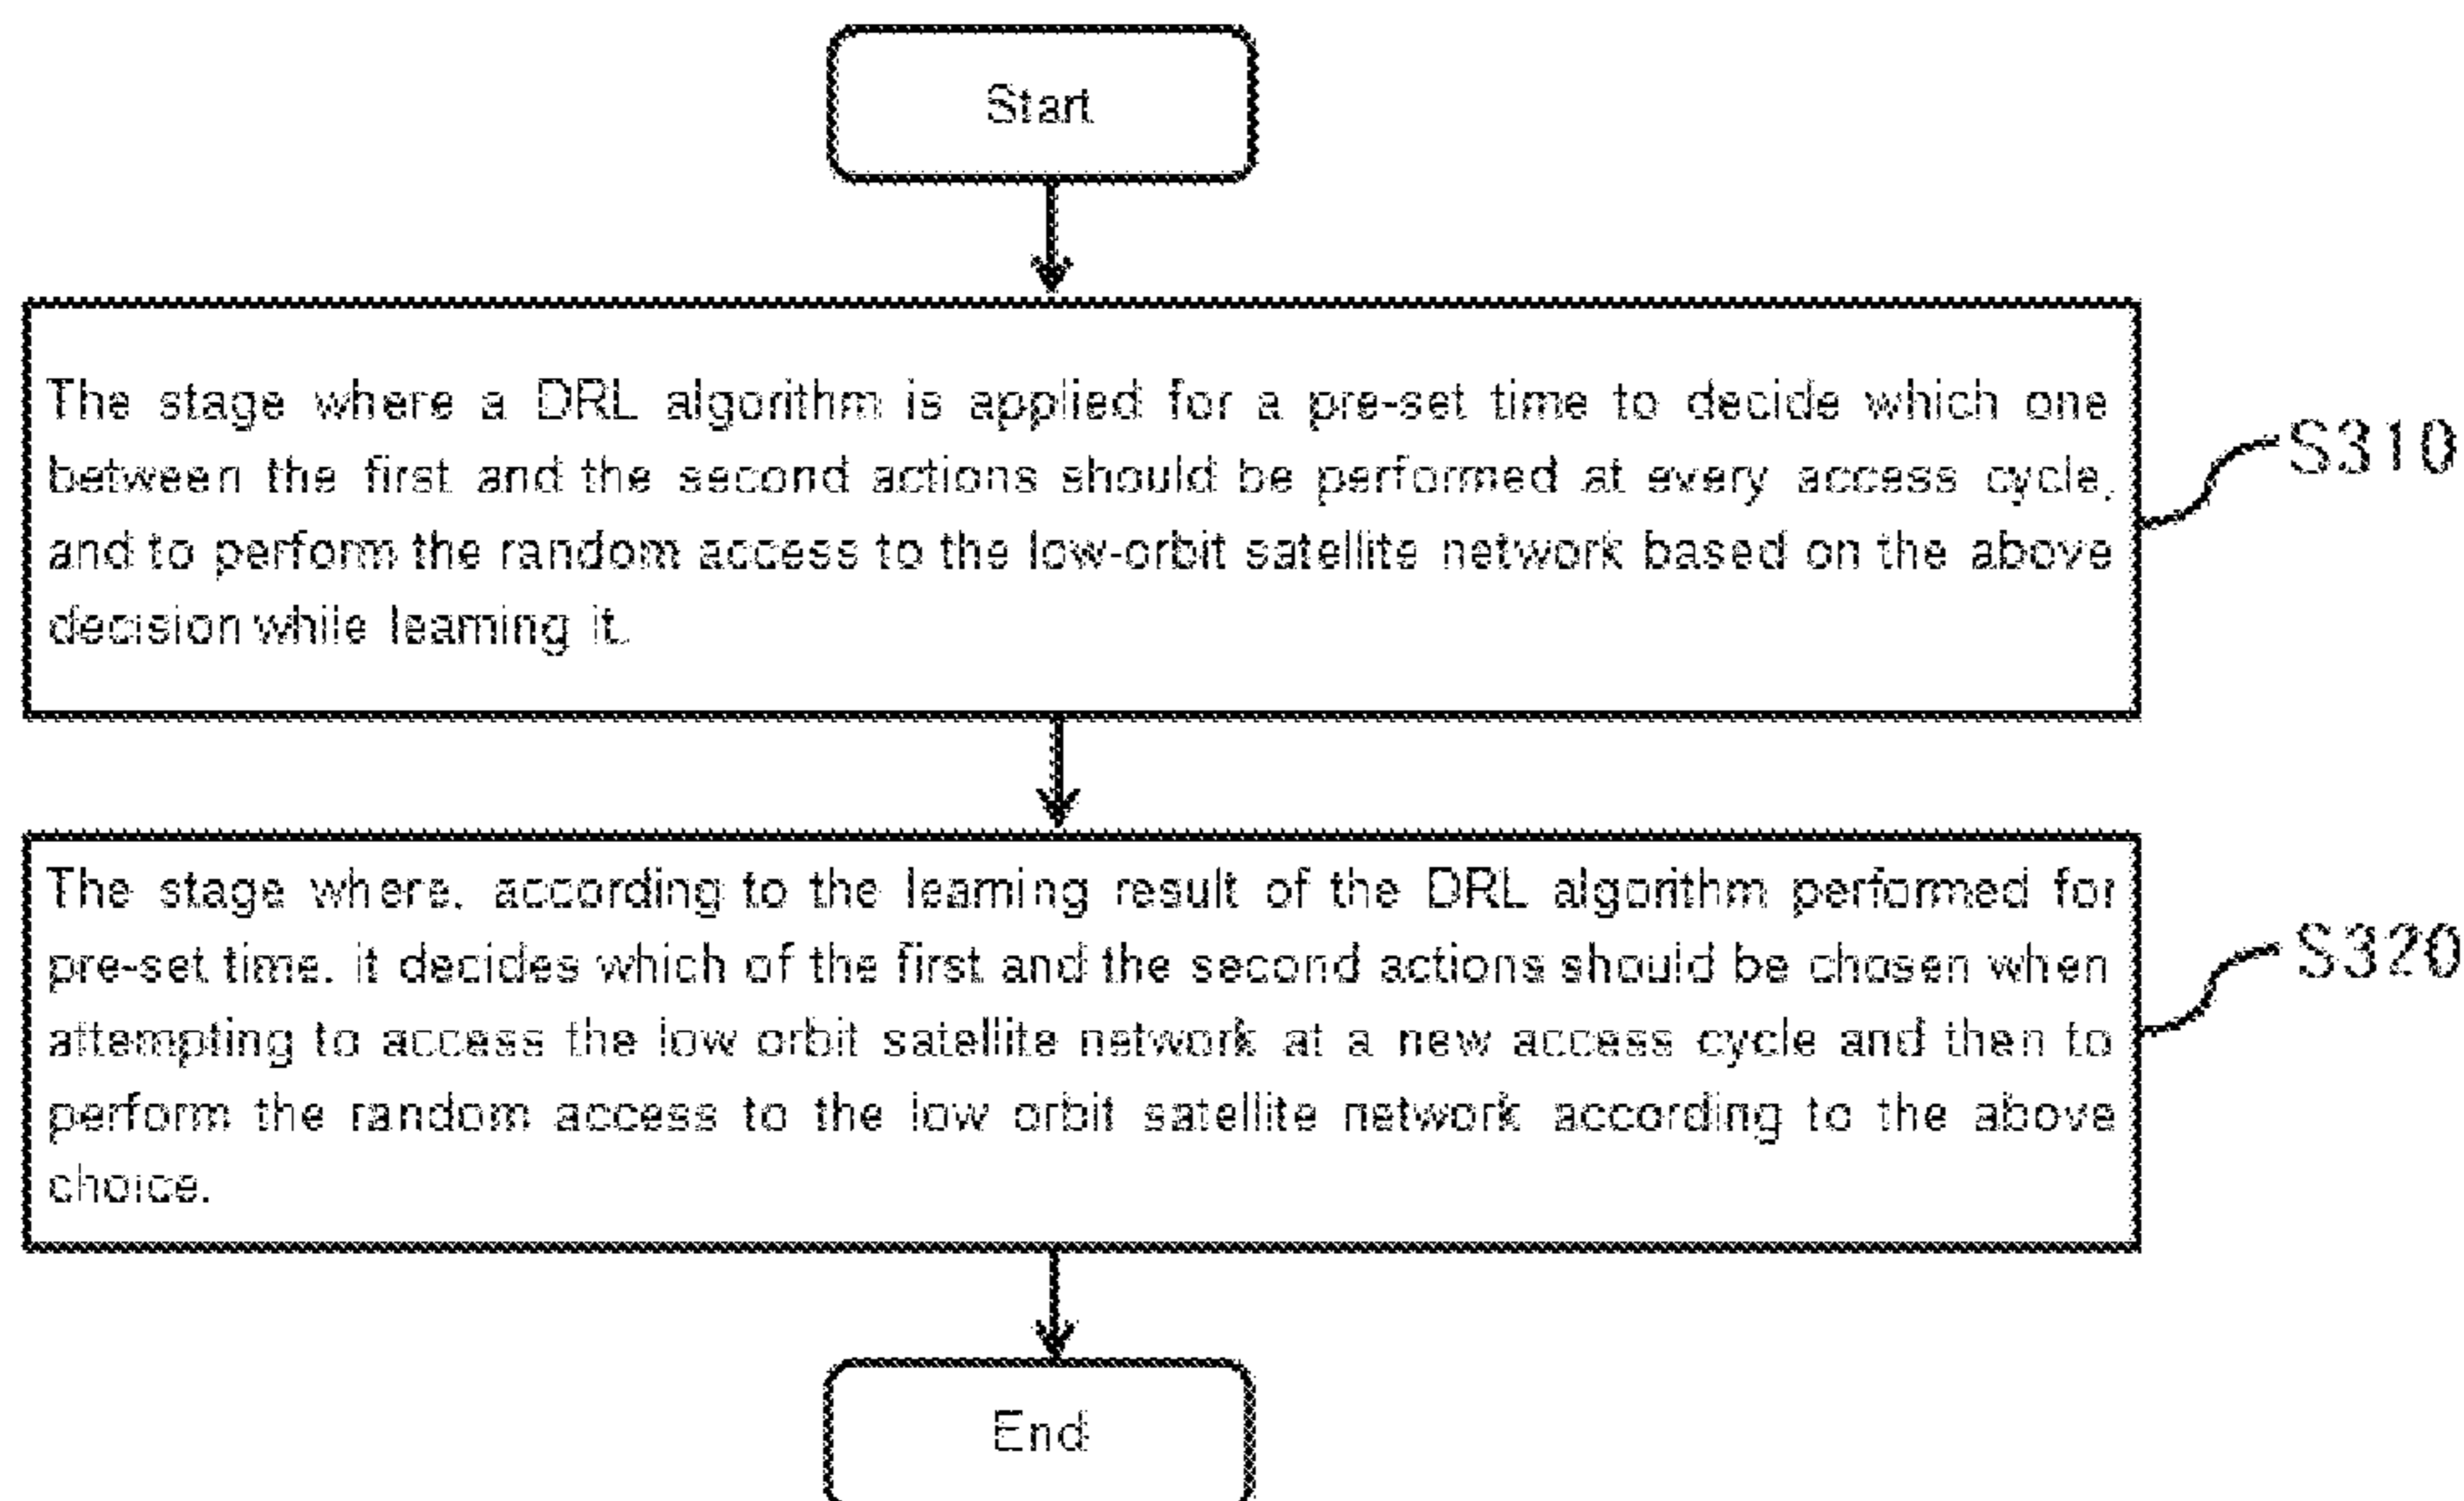 Start
The stage where a DRL algorithm is applied for a pre-set time to decide which one
between the first and the second actions should be performed at every access cycle,
and to perform the random access to the low-orbit satellite network based on the above
decision while learning it.
S310
The stage where, according to the learning result of the DRL algorithm performed for
pre-set time, it decides which of the first and the second actions should be chosen when
attempting to access the low orbit satellite network at a new access cycle and then to
perform the random access to the low orbit satellite network according to the above
choice.
S320
End